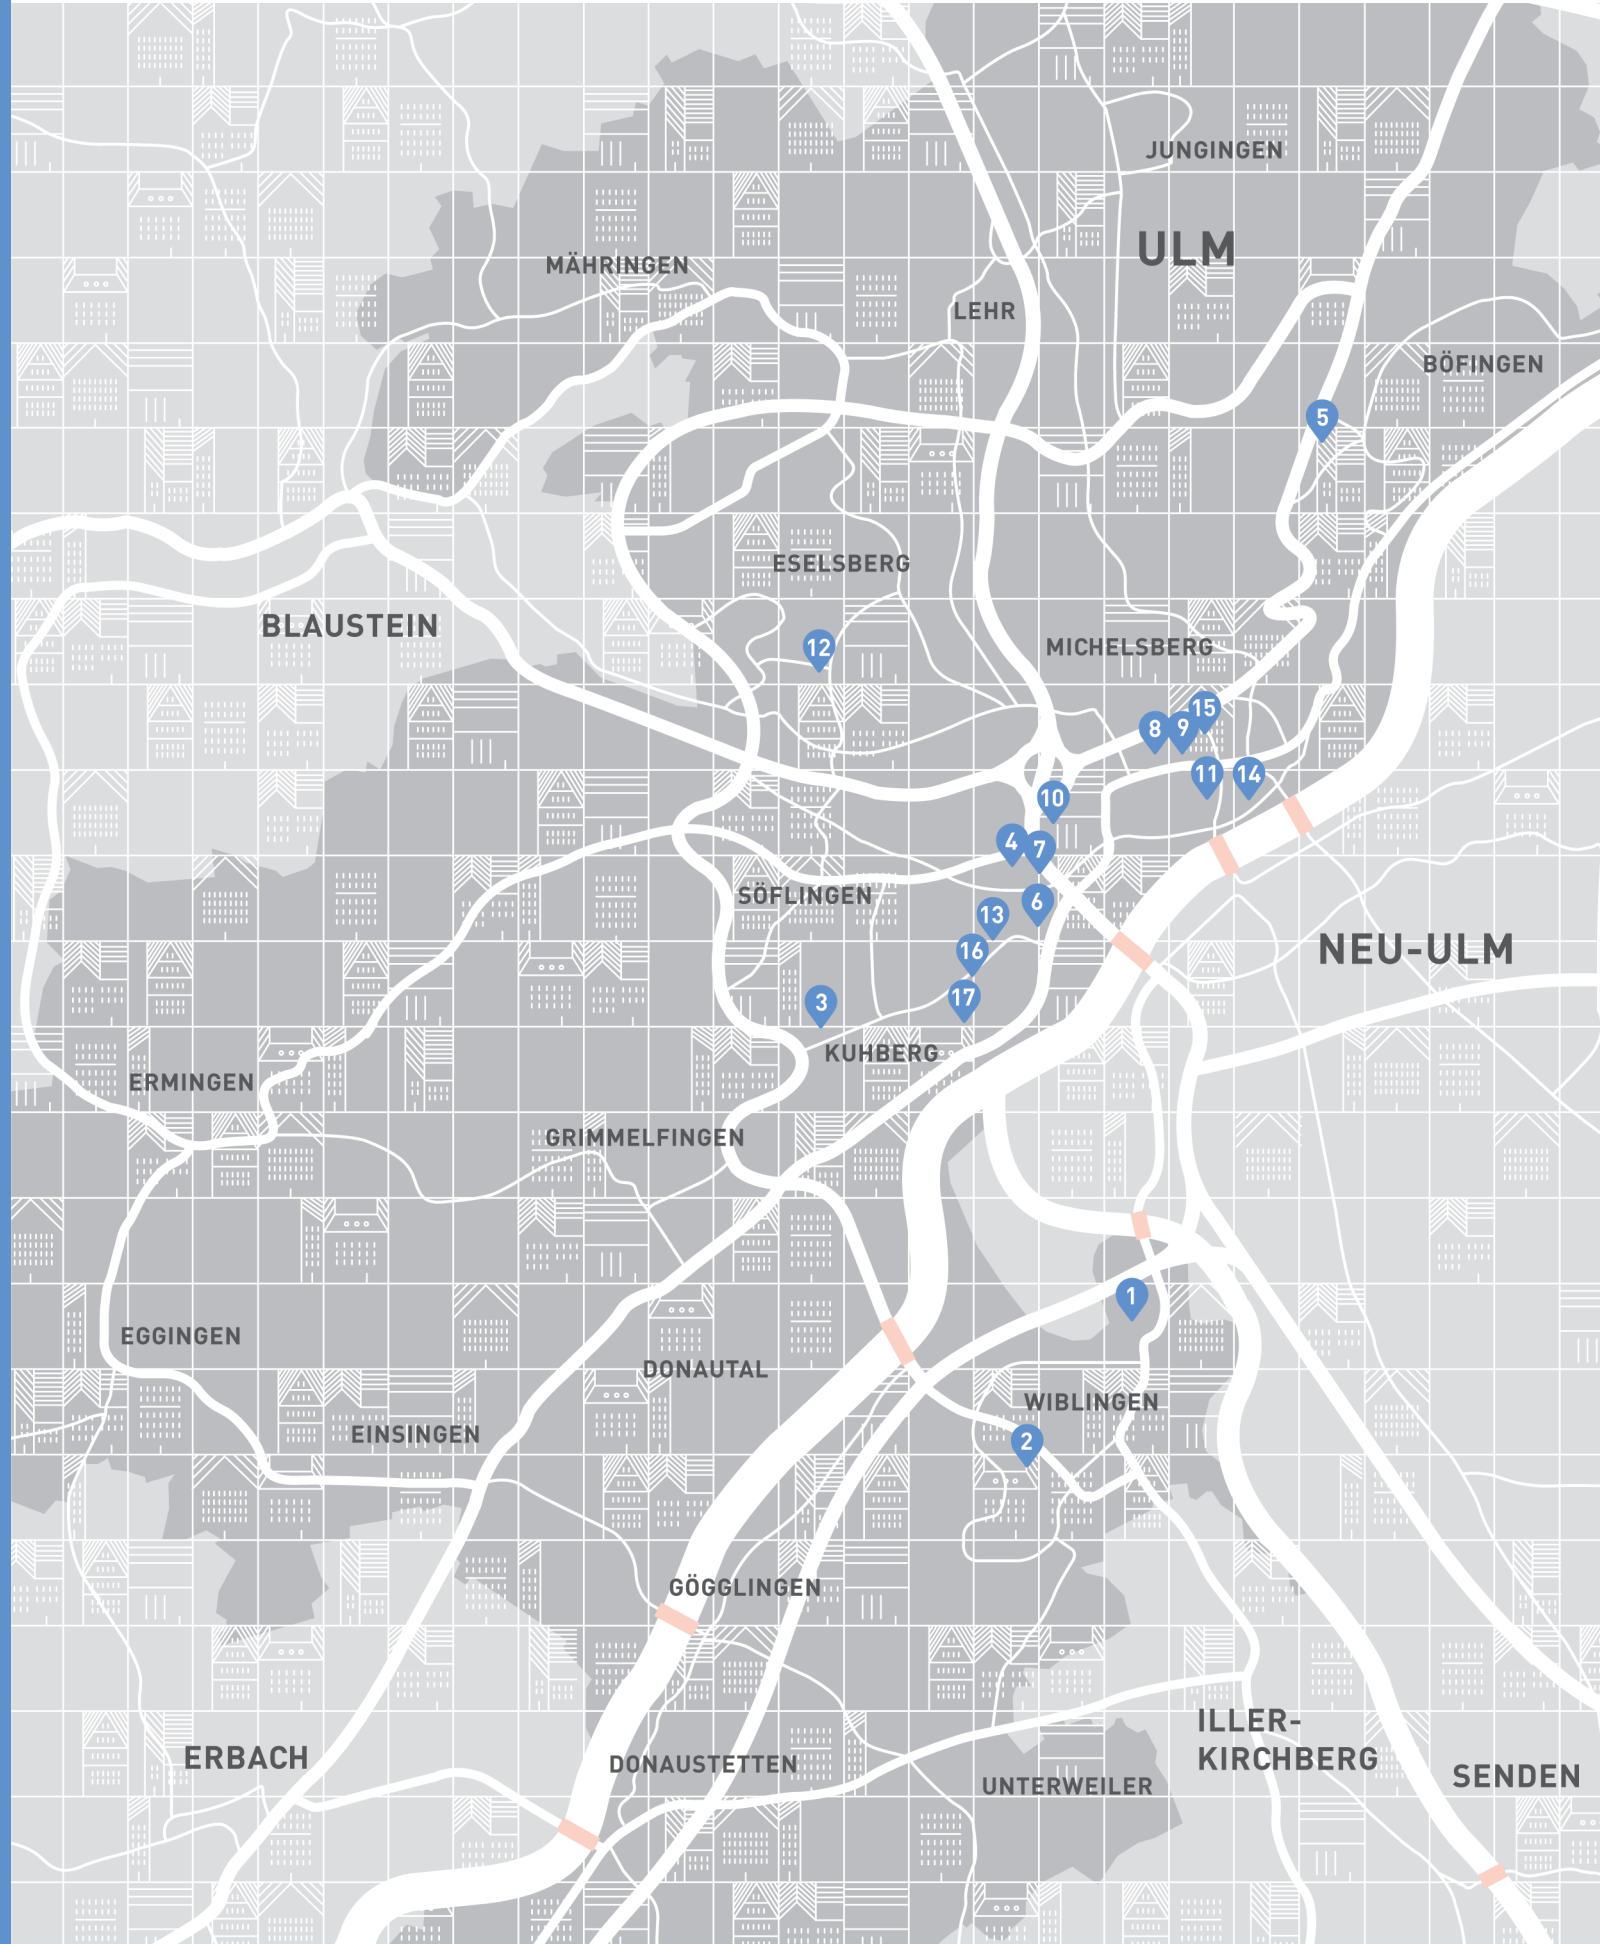 JUNGINGEN
ULM
MÄHRINGEN
LEHR
BÖFINGEN
5
ESELSBERG
BLAUSTEIN
12
MICHELSBERG
15
8
9
11
14
10
4
7
SÖFLINGEN
6
13
NEU-ULM
16
3
17
KUHBERG
ERMINGEN
GRIMMELFINGEN
1
EGGINGEN
DONAUTAL
WIBLINGEN
EINSINGEN
2
GÖGGLINGEN
ILLER-
KIRCHBERG
ERBACH
DONAUSTETTEN
SENDEN
UNTERWEILER